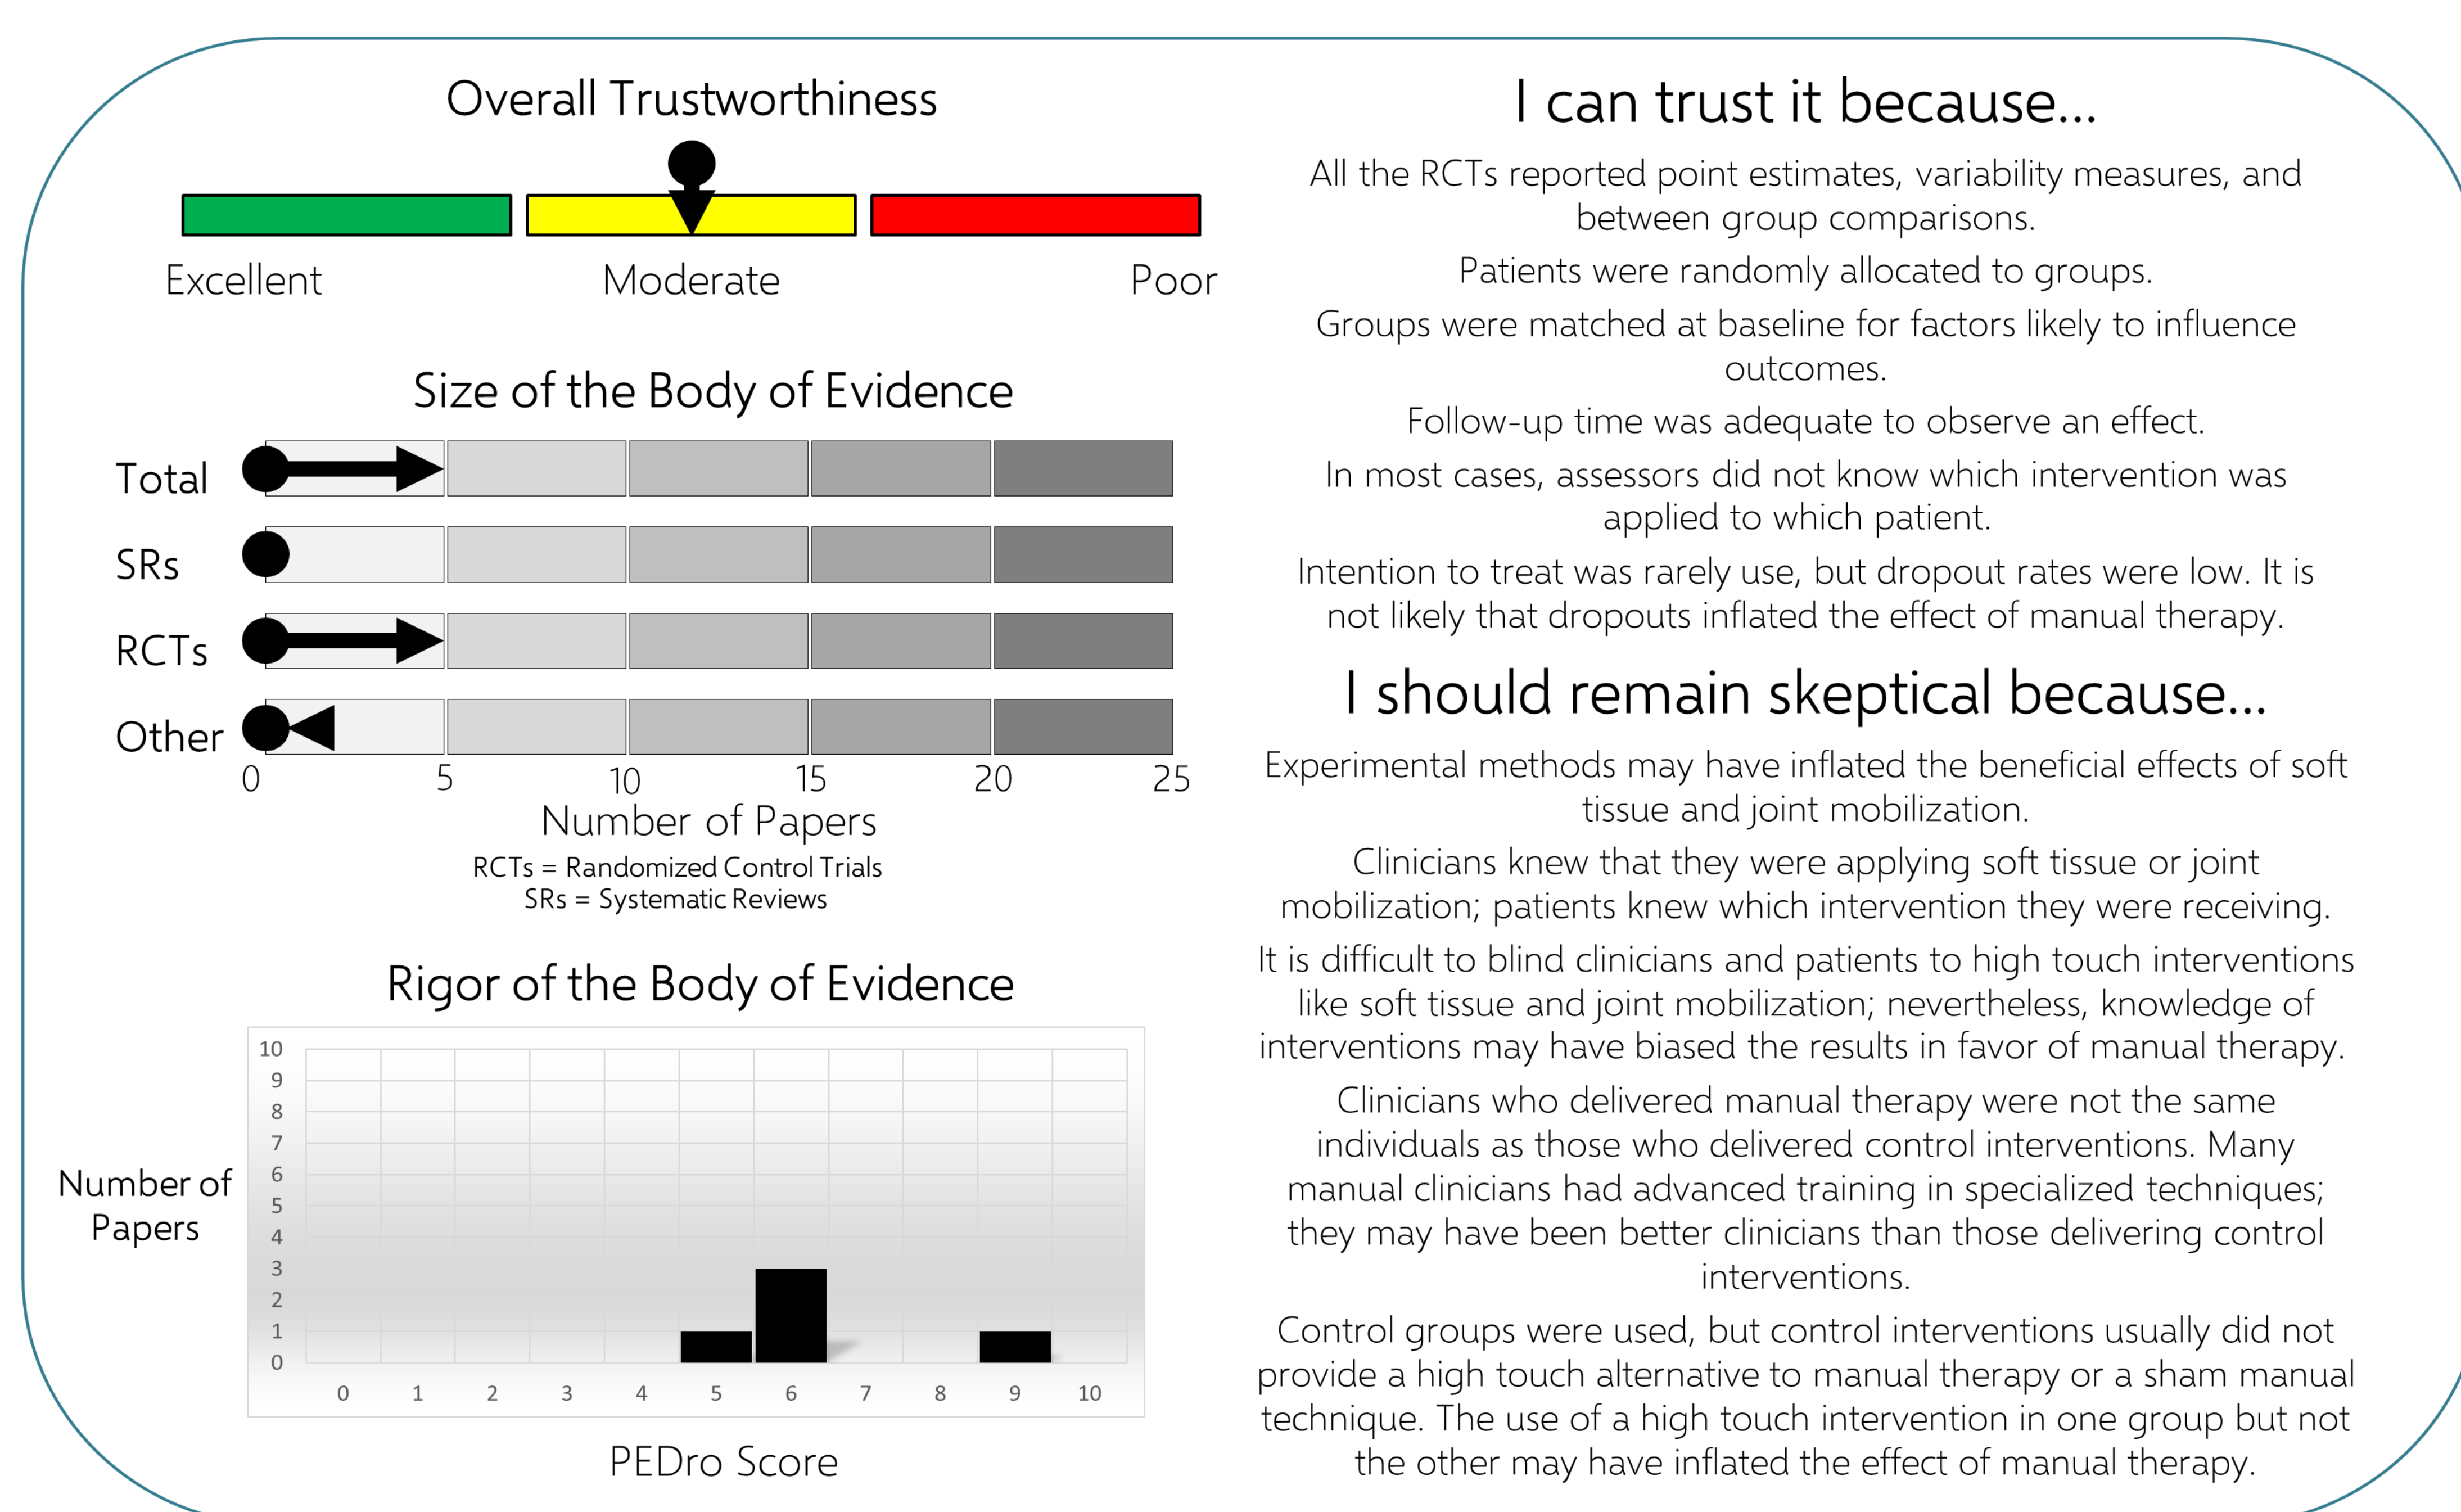 Overall Trustworthiness
Excellent
Moderate
Poor
Size of the Body of Evidence
Total
SRs
RCTs
Other
0
5
10
15
20
25
Number of Papers
RCTs = Randomized Control Trials
SRs = Systematic Reviews
Rigor of the Body of Evidence
Number of
Papers
10
9
8
7
6
5
4
3
2
1
0
0
1
2
3
4
5
6
7
8
9
10
PEDro Score
I can trust it because...
All the RCTs reported point estimates, variability measures, and
between group comparisons.
Patients were randomly allocated to groups.
Groups were matched at baseline for factors likely to influence
outcomes.
Follow-up time was adequate to observe an effect.
In most cases, assessors did not know which intervention was
applied to which patient.
Intention to treat was rarely use, but dropout rates were low. It is
not likely that dropouts inflated the effect of manual therapy.
I should remain skeptical because...
Experimental methods may have inflated the beneficial effects of soft
tissue and joint mobilization.
Clinicians knew that they were applying soft tissue or joint
mobilization; patients knew which intervention they were receiving.
It is difficult to blind clinicians and patients to high touch interventions
like soft tissue and joint mobilization; nevertheless, knowledge of
interventions may have biased the results in favor of manual therapy.
Clinicians who delivered manual therapy were not the same
individuals as those who delivered control interventions. Many
manual clinicians had advanced training in specialized techniques;
they may have been better clinicians than those delivering control
interventions.
Control groups were used, but control interventions usually did not
provide a high touch alternative to manual therapy or a sham manual
technique. The use of a high touch intervention in one group but not
the other may have inflated the effect of manual therapy.